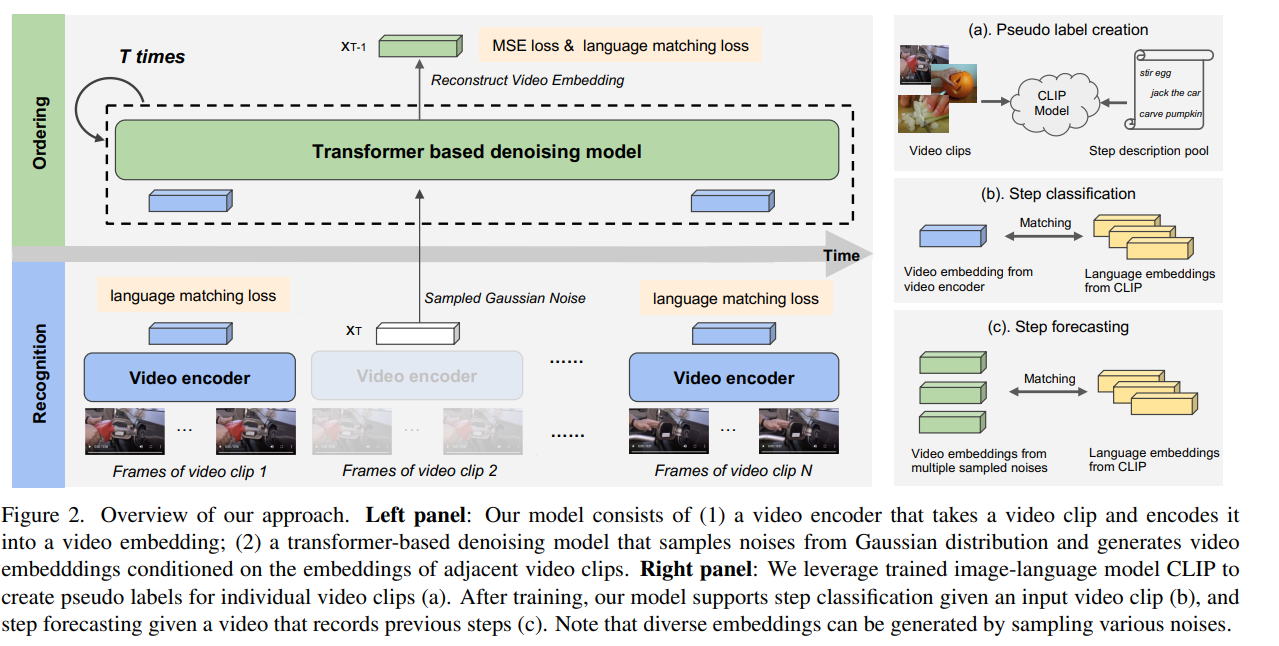 Ordering
T times
XT-1
MSE loss & language matching loss
Reconstruct Video Embedding
Transformer based denoising model
Time
Recognition
language matching loss
Sampled Gaussian Noise
language matching loss
XT
......
Video encoder
Video encoder
Video encoder
...
...
...
......
Frames of video clip 1
Frames of video clip 2
Frames of video clip N
(a). Pseudo label creation
stir egg
jack the car
carve pumpkin
CLIP
Model
Video clips
Step description pool
(b). Step classification
Matching
Video embedding from
video encoder
Language embeddings
from CLIP
(c). Step forecasting
Matching
Video embeddings from
multiple sampled noises
Language embeddings
from CLIP
Figure 2. Overview of our approach. Left panel: Our model consists of (1) a video encoder that takes a video clip and encodes it
into a video embedding; (2) a transformer-based denoising model that samples noises from Gaussian distribution and generates video
embedddings conditioned on the embeddings of adjacent video clips. Right panel: We leverage trained image-language model CLIP to
create pseudo labels for individual video clips (a). After training, our model supports step classification given an input video clip (b), and
step forecasting given a video that records previous steps (c). Note that diverse embeddings can be generated by sampling various noises.